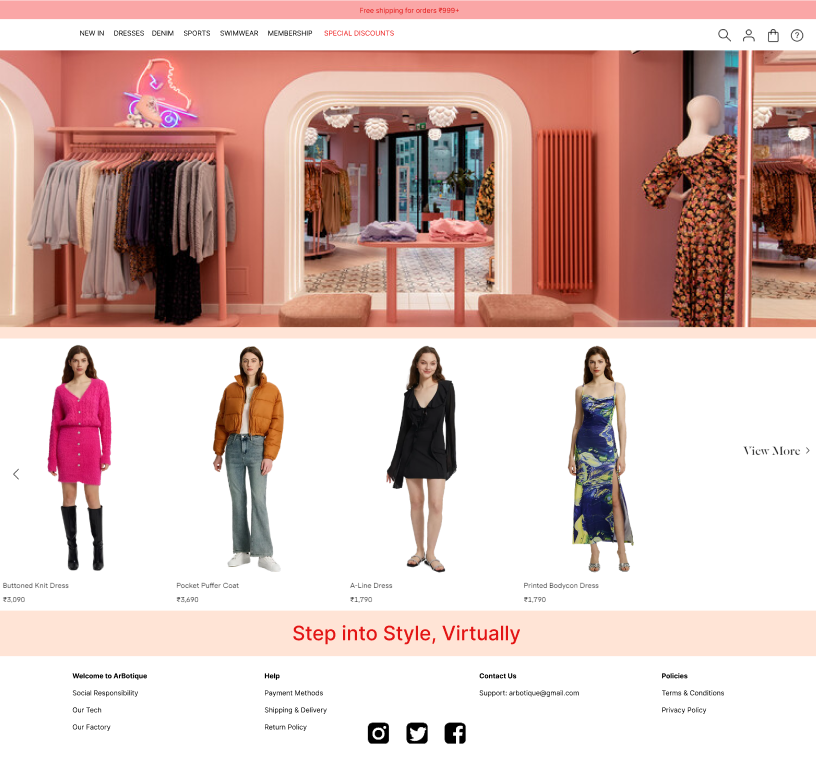 Free shipping for orders ₹999+
NEW IN DRESSES DENIM SPORTS SWIMWEAR MEMBERSHIP SPECIAL DISCOUNTS
View More
Buttoned Knit Dress
₹3,090
Pocket Puffer Coat
₹3,690
A-Line Dress
₹1,790
Printed Bodycon Dress
₹1,790
Step into Style, Virtually
Welcome to ArBotique
Social Responsibility
Our Tech
Our Factory
Help
Payment Methods
Shipping & Delivery
Return Policy
Contact Us
Support: arbotique@gmail.com
Policies
Terms & Conditions
Privacy Policy